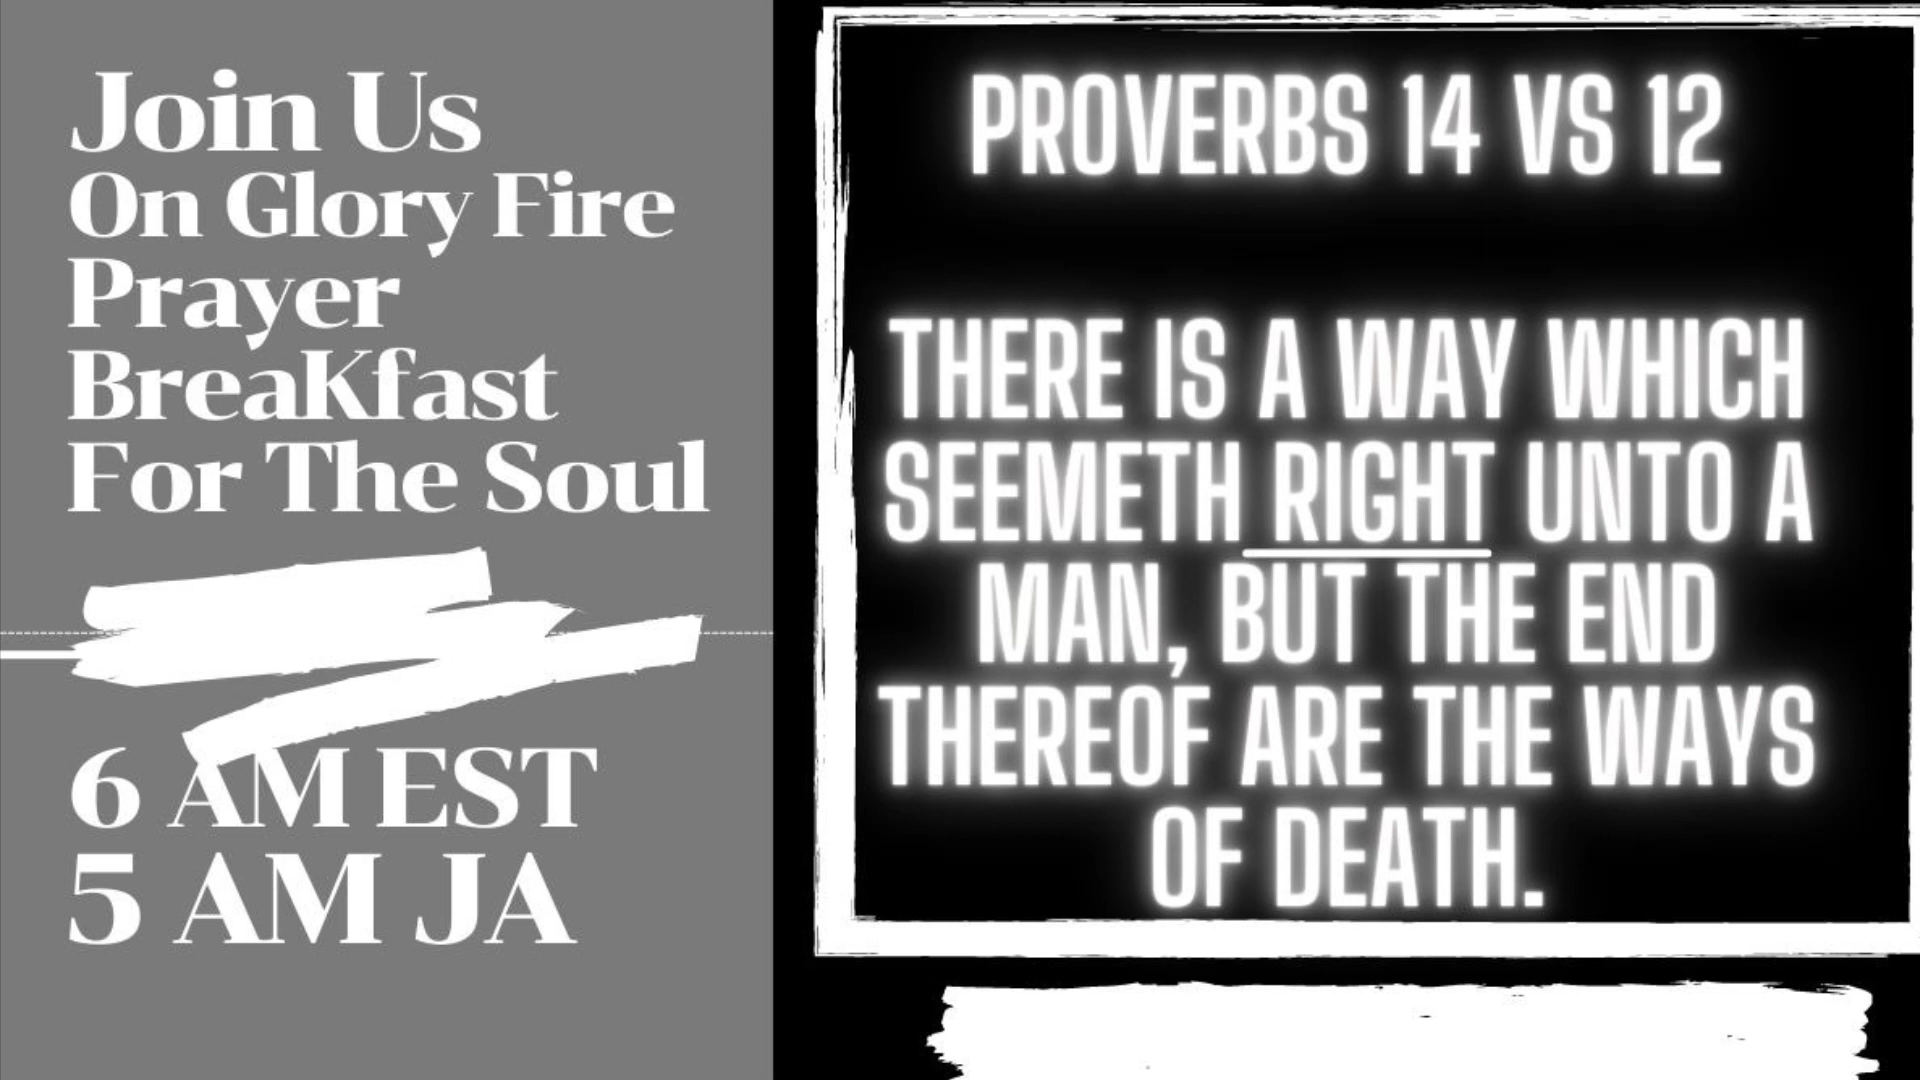 Join Us
On Glory Fire
Prayer
BreaKfast
For The Soul
6 AM EST
5 AM JA
PROVERBS 14 VS 12
THERE IS A WAY WHICH
SEEMETH RIGHT UNTO A
MAN, BUT THE END
THEREOF ARE THE WAYS
OF DEATH.